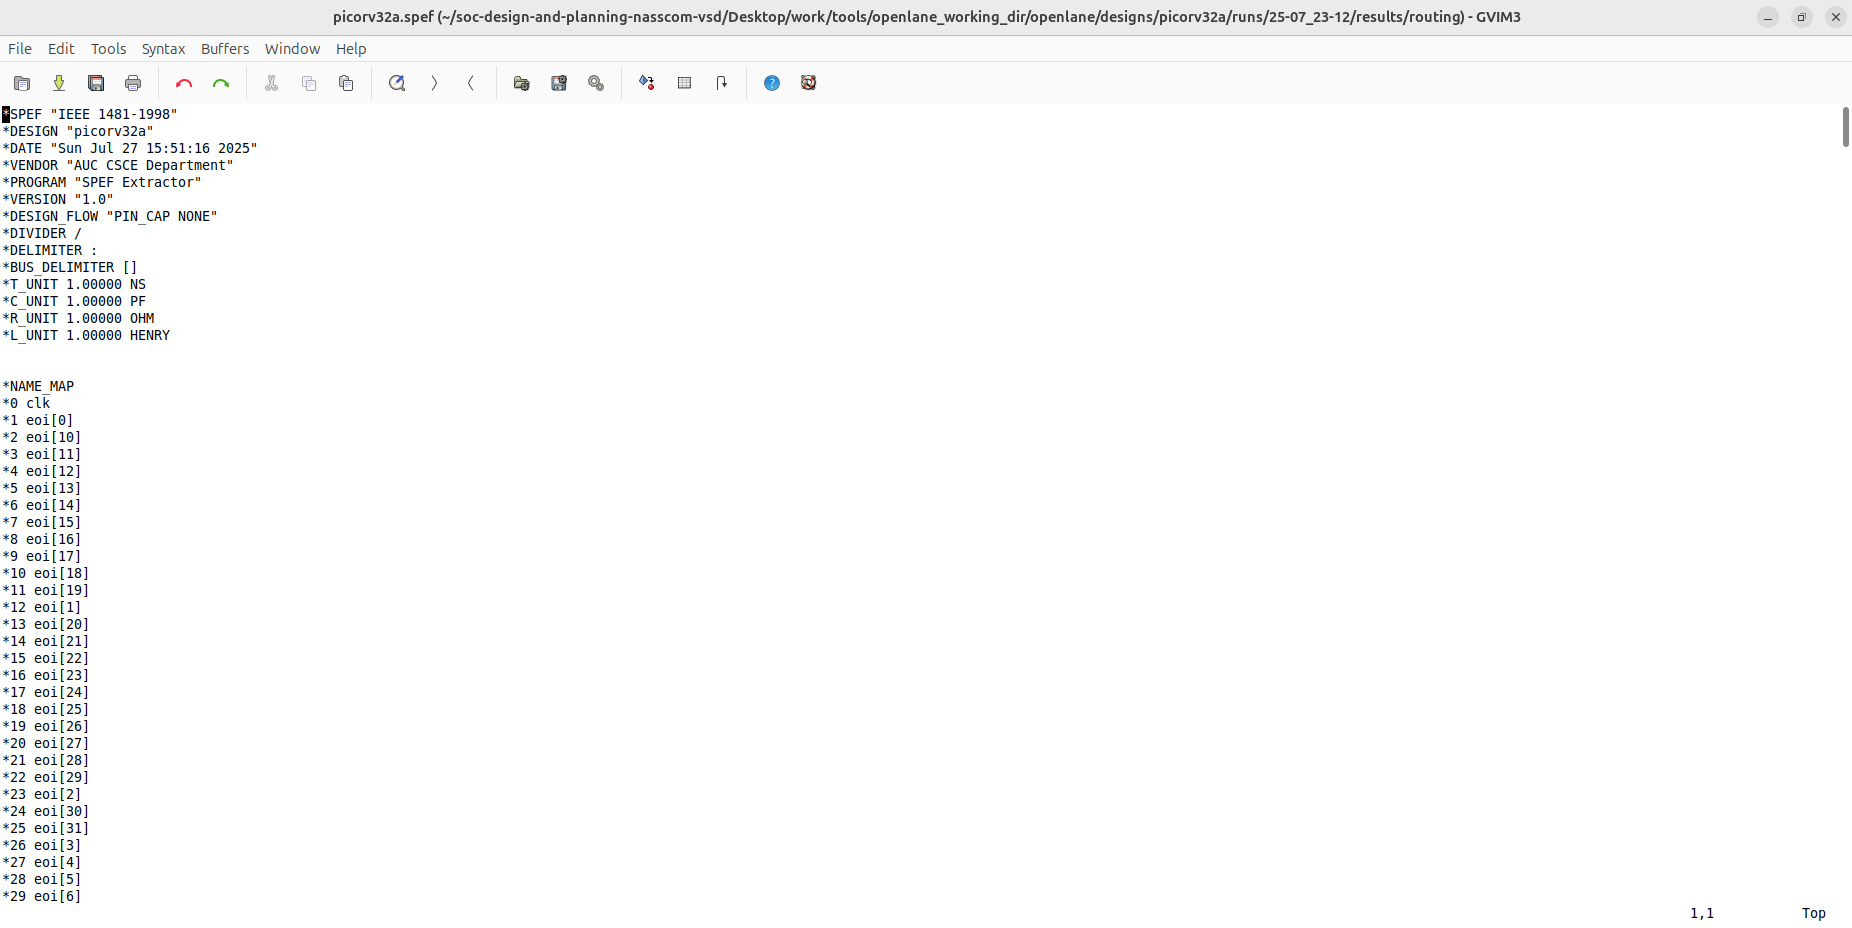 picorv32a.spef (~/soc-design-and-planning-nasscom-vsd/Desktop/work/tools/openlane_working_dir/openlane/designs/picorv32a/runs/25-07_23-12/results/routing) - GVIM3
File Edit Tools Syntax Buffers Window Help
*SPEF "IEEE 1481-1998"
*DESIGN "picorv32a"
*DATE "Sun Jul 27 15:51:16 2025"
*VENDOR "AUC CSCE Department"
*PROGRAM "SPEF Extractor"
*VERSION "1.0"
*DESIGN_FLOW "PIN_CAP NONE"
*DIVIDER /
*DELIMITER :
*BUS_DELIMITER []
*T_UNIT 1.00000 NS
*C_UNIT 1.00000 PF
*R_UNIT 1.00000 OHM
*L_UNIT 1.00000 HENRY
*NAME_MAP
*0 clk
*1 eoi[0]
*2 eoi[10]
*3 eoi[11]
*4 eoi[12]
*5 eoi[13]
*6 eoi[14]
*7 eoi[15]
*8 eoi[16]
*9 eoi[17]
*10 eoi[18]
*11 eoi[19]
*12 eoi[1]
*13 eoi[20]
*14 eoi[21]
*15 eoi[22]
*16 eoi[23]
*17 eoi[24]
*18 eoi[25]
*19 eoi[26]
*20 eoi[27]
*21 eoi[28]
*22 eoi[29]
*23 eoi[2]
*24 eoi[30]
*25 eoi[31]
*26 eoi[3]
*27 eoi[4]
*28 eoi[5]
*29 eoi[6]
1,1 Top